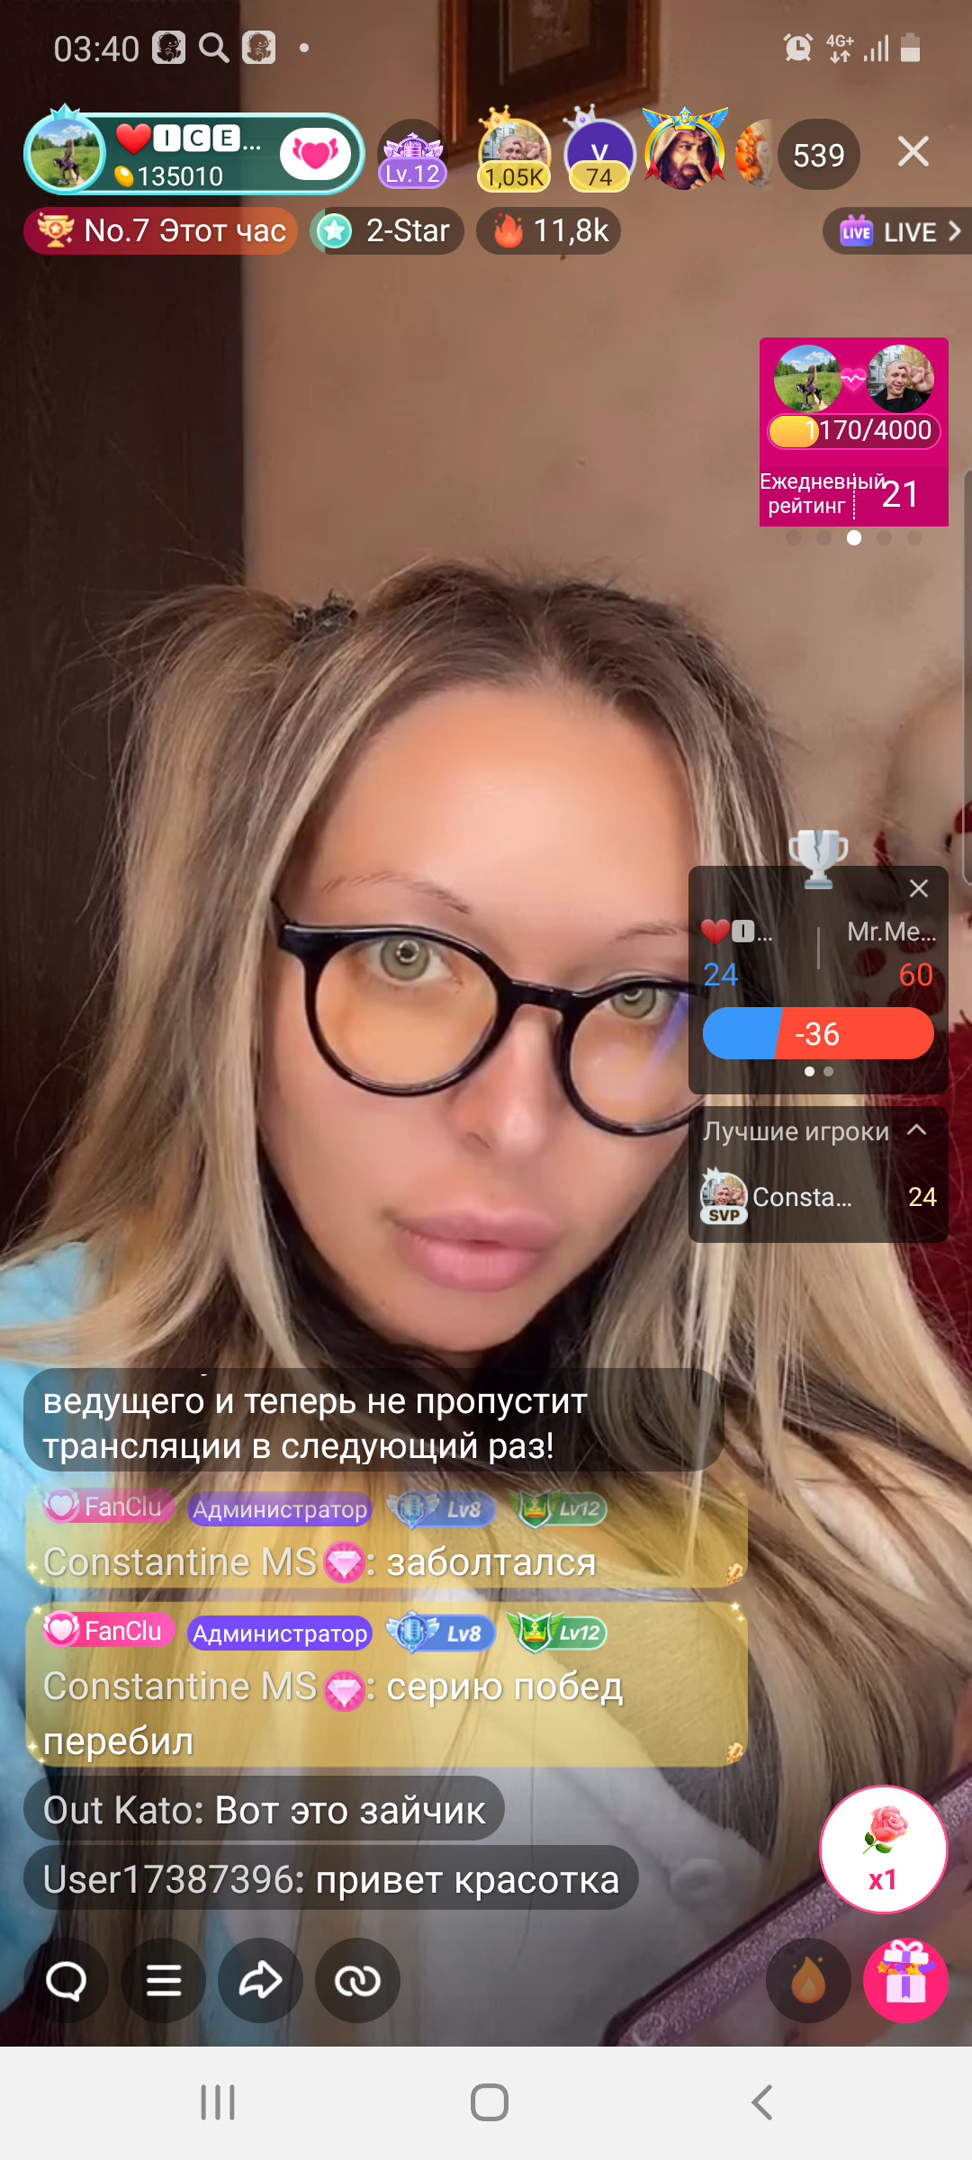 03:40
4G+
❤️ICE...
135010
Lv.12
1,05K
V
74
539
No.7 Этот час
2-Star
11,8k
LIVE
LIVE
1170/4000
Ежедневный
рейтинг
21
❤️I...
Mr.Me...
24
60
-36
Лучшие игроки
SVP
Consta...
24
ведущего и теперь не пропустит
трансляции в следующий раз!
FanClu Администратор Lv8 Lv12
Constantine MS: заболтался
FanClu Администратор Lv8 Lv12
Constantine MS: серию побед
перебил
Out Kato: Вот это зайчик
User17387396: привет красотка
x1